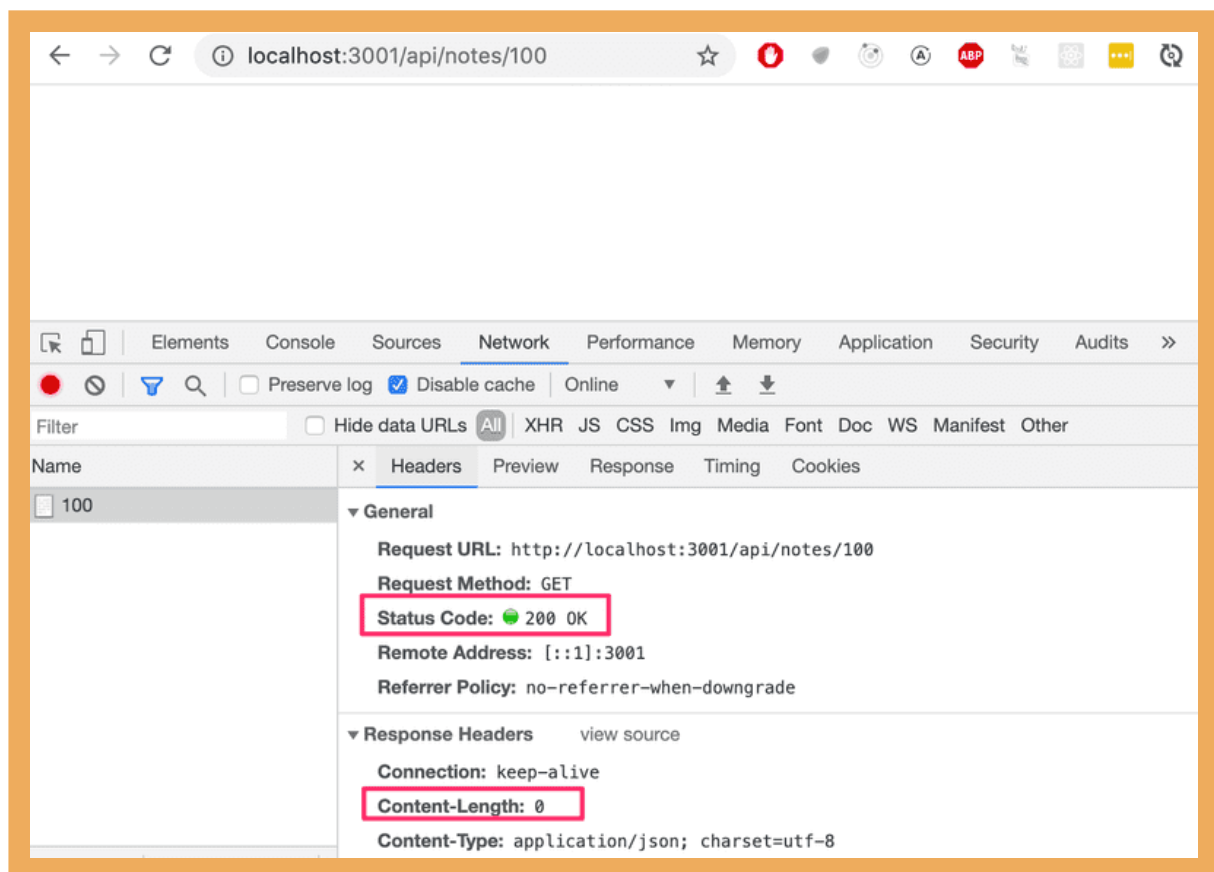 localhost:3001/api/notes/100
ABP
Elements Console Sources Network Performance Memory Application Security Audits »
Preserve log Disable cache Online
Filter Hide data URLs All XHR JS CSS Img Media Font Doc WS Manifest Other
Name × Headers Preview Response Timing Cookies
100
General
Request URL: http://localhost:3001/api/notes/100
Request Method: GET
Status Code: 200 OK
Remote Address: [::1]:3001
Referrer Policy: no-referrer-when-downgrade
Response Headers view source
Connection: keep-alive
Content-Length: 0
Content-Type: application/json; charset=utf-8